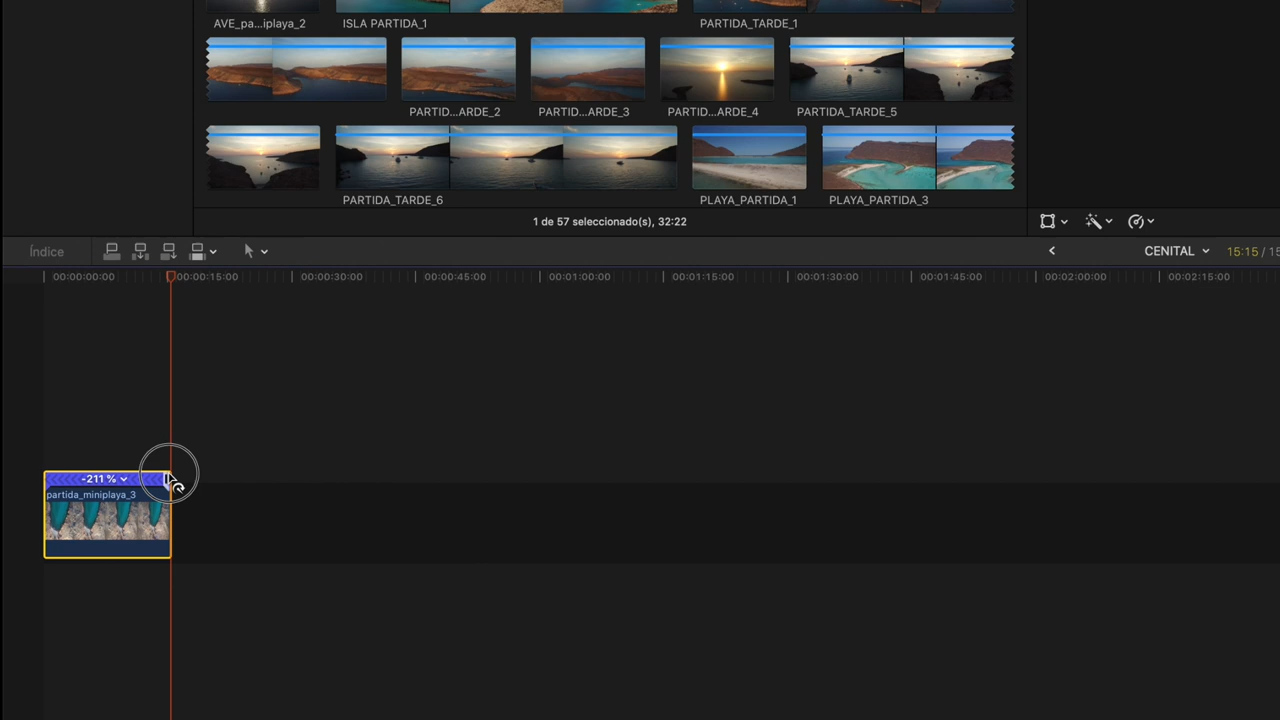 AVE_pa...iplaya_2 ISLA PARTIDA_1 PARTIDA_TARDE_1
PARTID...ARDE_2 PARTID...ARDE_3 PARTID...ARDE_4 PARTIDA_TARDE_5
PARTIDA_TARDE_6 PLAYA_PARTIDA_1 PLAYA_PARTIDA_3
1 de 57 seleccionado(s), 32:22
Índice CENITAL 15:15 / 15
00:00:00:00 00:00:15:00 00:00:30:00 00:00:45:00 00:01:00:00 00:01:15:00 00:01:30:00 00:01:45:00 00:02:00:00 00:02:15:00
-211 %
partida_miniplaya_3